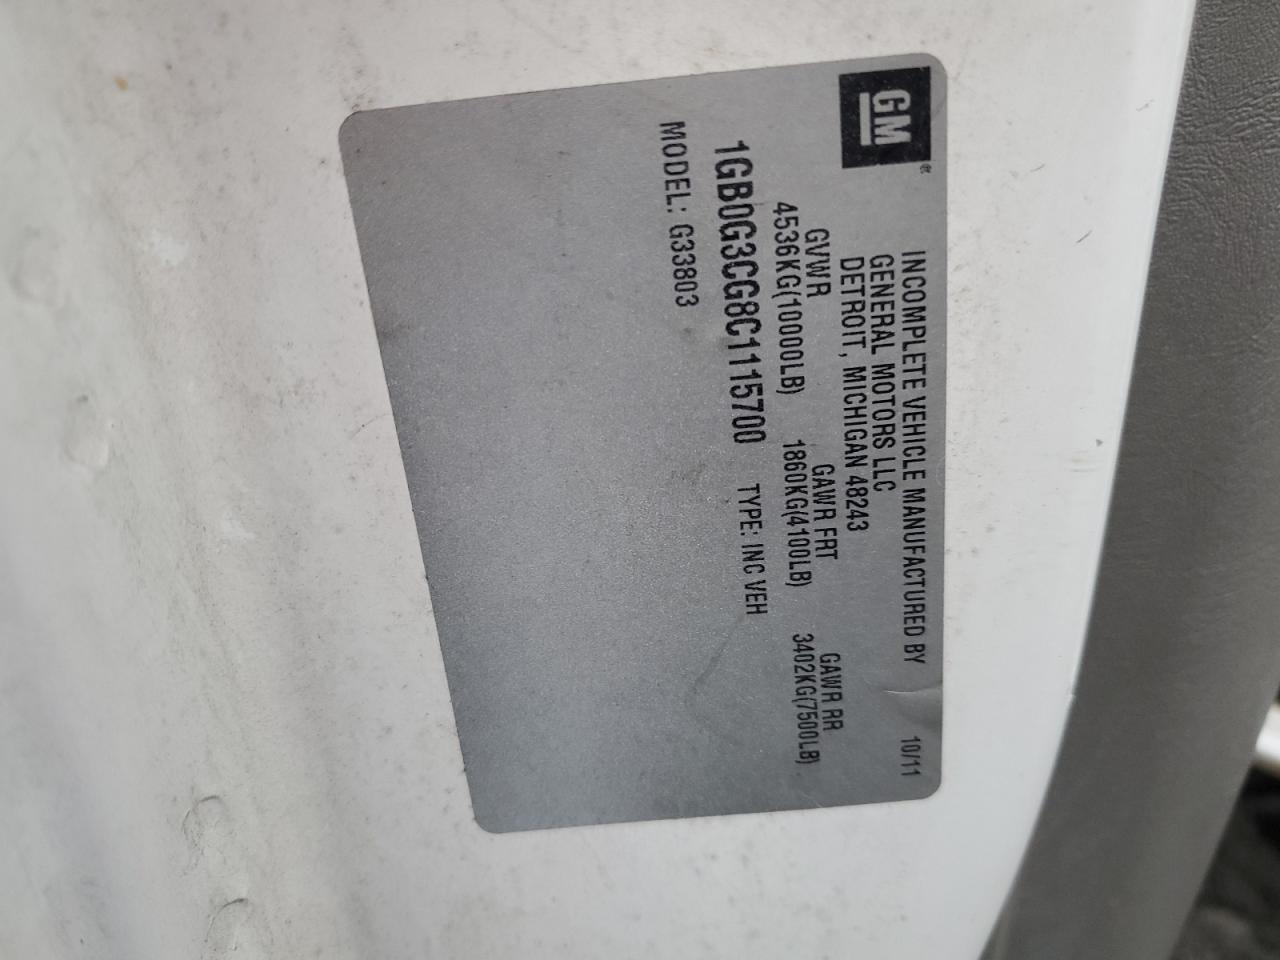 GM
INCOMPLETE VEHICLE MANUFACTURED BY 10/11
GENERAL MOTORS LLC
DETROIT, MICHIGAN 48243
GVWR GAWR FRT GAWR RR
4536KG(10000LB) 1860KG(4100LB) 3402KG(7500LB)
1GB0G3CG8C1115700 TYPE: INC VEH
MODEL: G33803